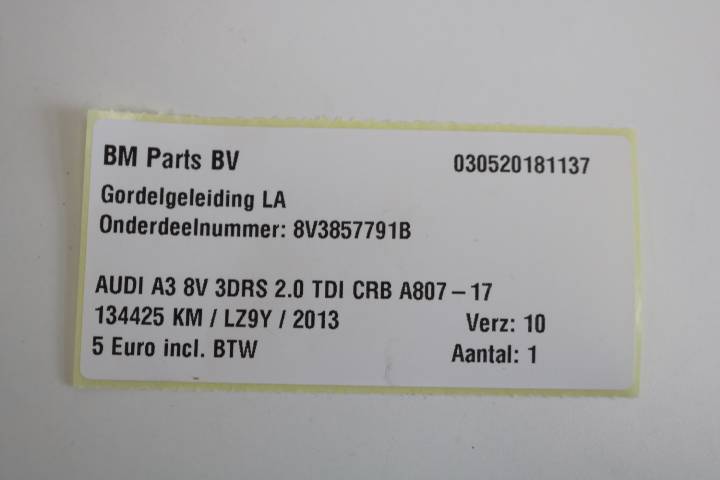 BM Parts BV 030520181137
Gordelgeleiding LA
Onderdeelnummer: 8V3857791B
AUDI A3 8V 3DRS 2.0 TDI CRB A807-17
134425 KM / LZ9Y / 2013 Verz: 10
5 Euro incl. BTW Aantal: 1